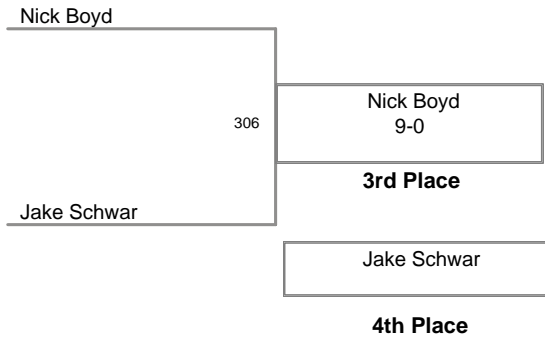 Nick Boyd
306
Nick Boyd
9-0
3rd Place
Jake Schwar
Jake Schwar
4th Place